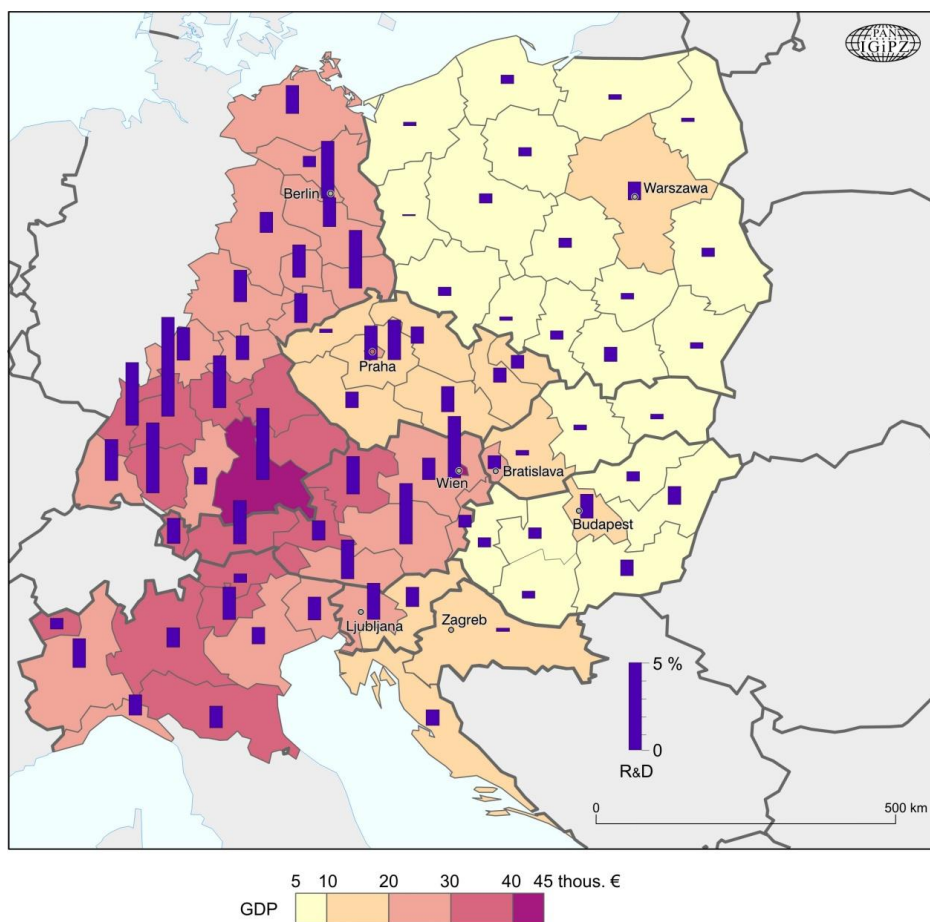 PAN
IGiPZ
Berlin
Warszawa
Praha
Wien
Bratislava
Budapest
Ljubljana
Zagreb
5 %
0
R&D
0 500 km
5 10 20 30 40 45 thous. €
GDP